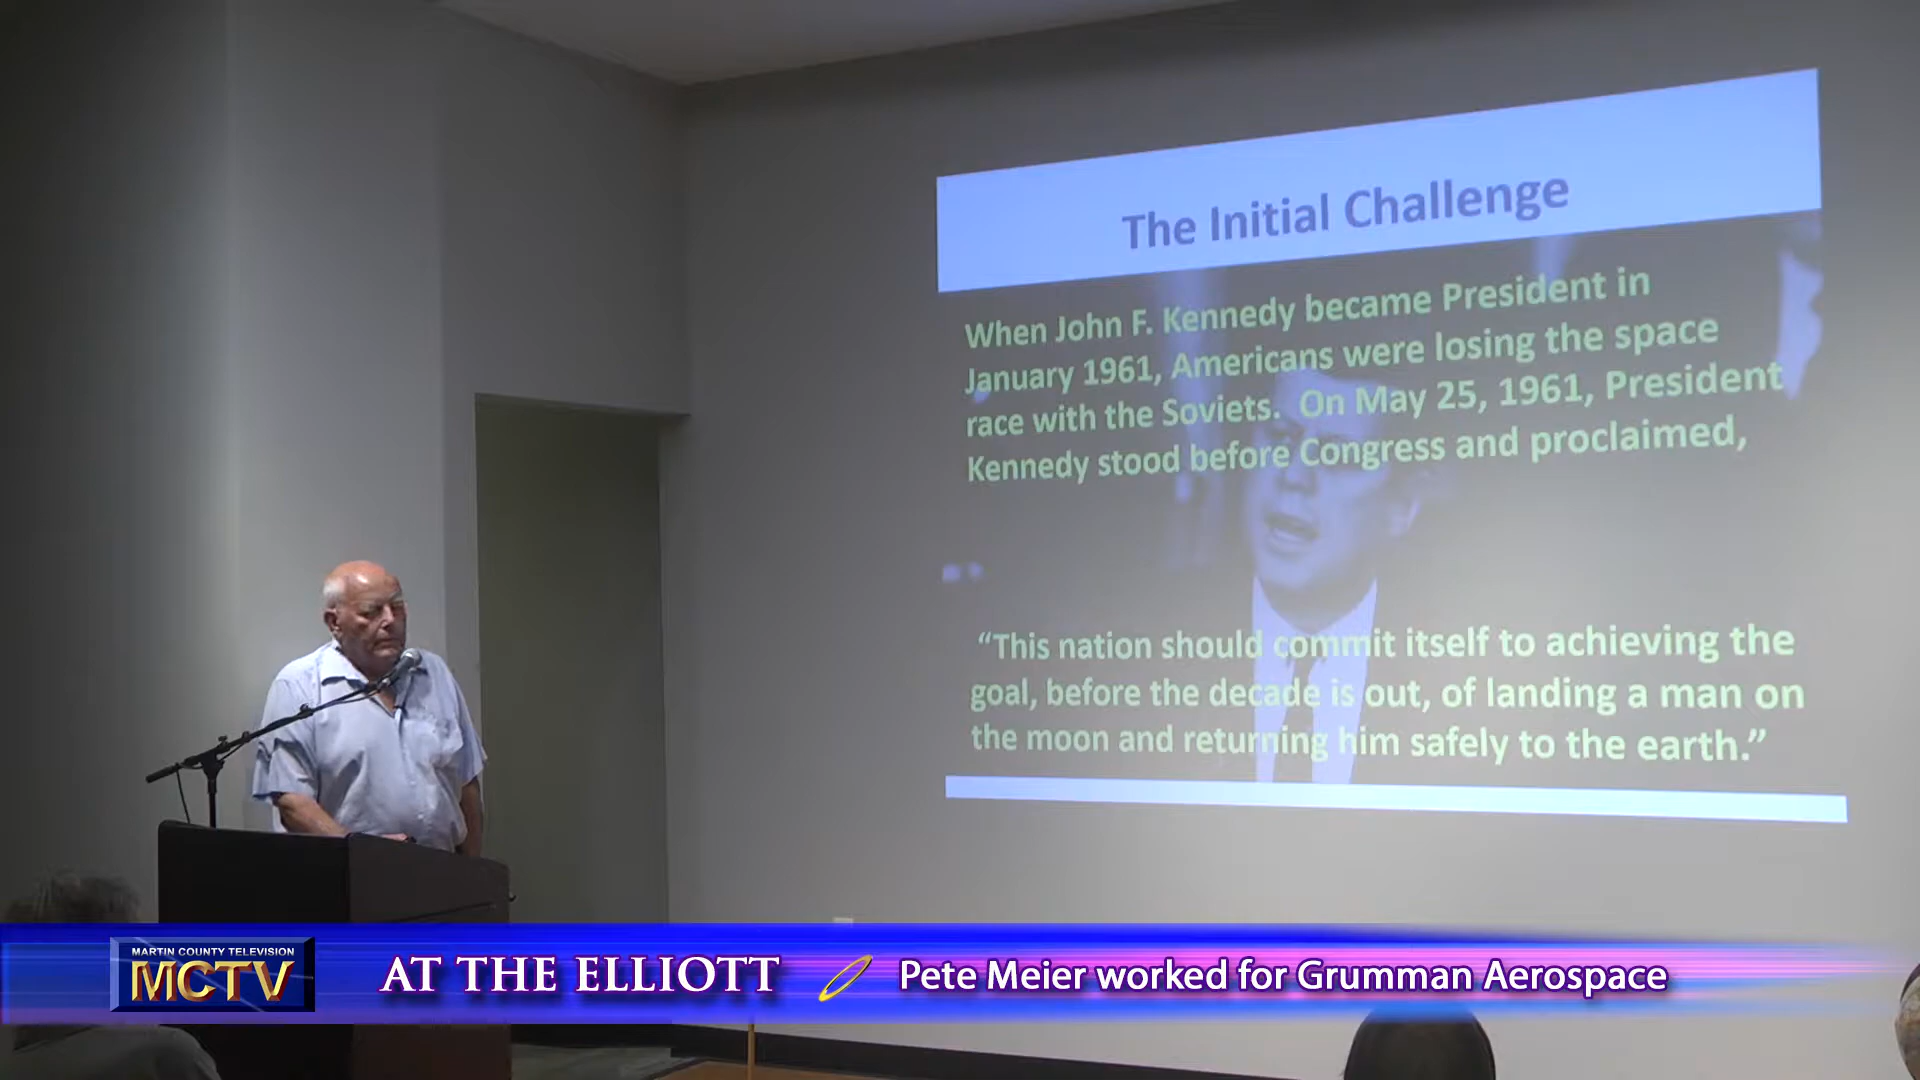 The Initial Challenge
When John F. Kennedy became President in
January 1961, Americans were losing the space
race with the Soviets. On May 25, 1961, President
Kennedy stood before Congress and proclaimed,
“This nation should commit itself to achieving the
goal, before the decade is out, of landing a man on
the moon and returning him safely to the earth.”
MARTIN COUNTY TELEVISION
MCTV
AT THE ELLIOTT
Pete Meier worked for Grumman Aerospace